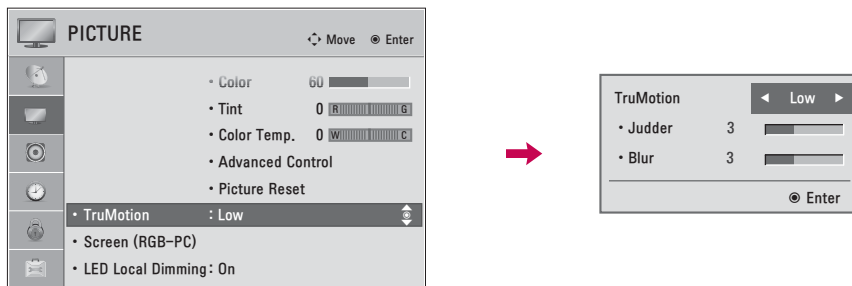 PICTURE
Move
Enter
• Color 60
• Tint 0 R G
• Color Temp. 0 W C
• Advanced Control
• Picture Reset
• TruMotion : Low
• Screen (RGB-PC)
• LED Local Dimming : On
TruMotion ◄ Low ►
• Judder 3
• Blur 3
Enter